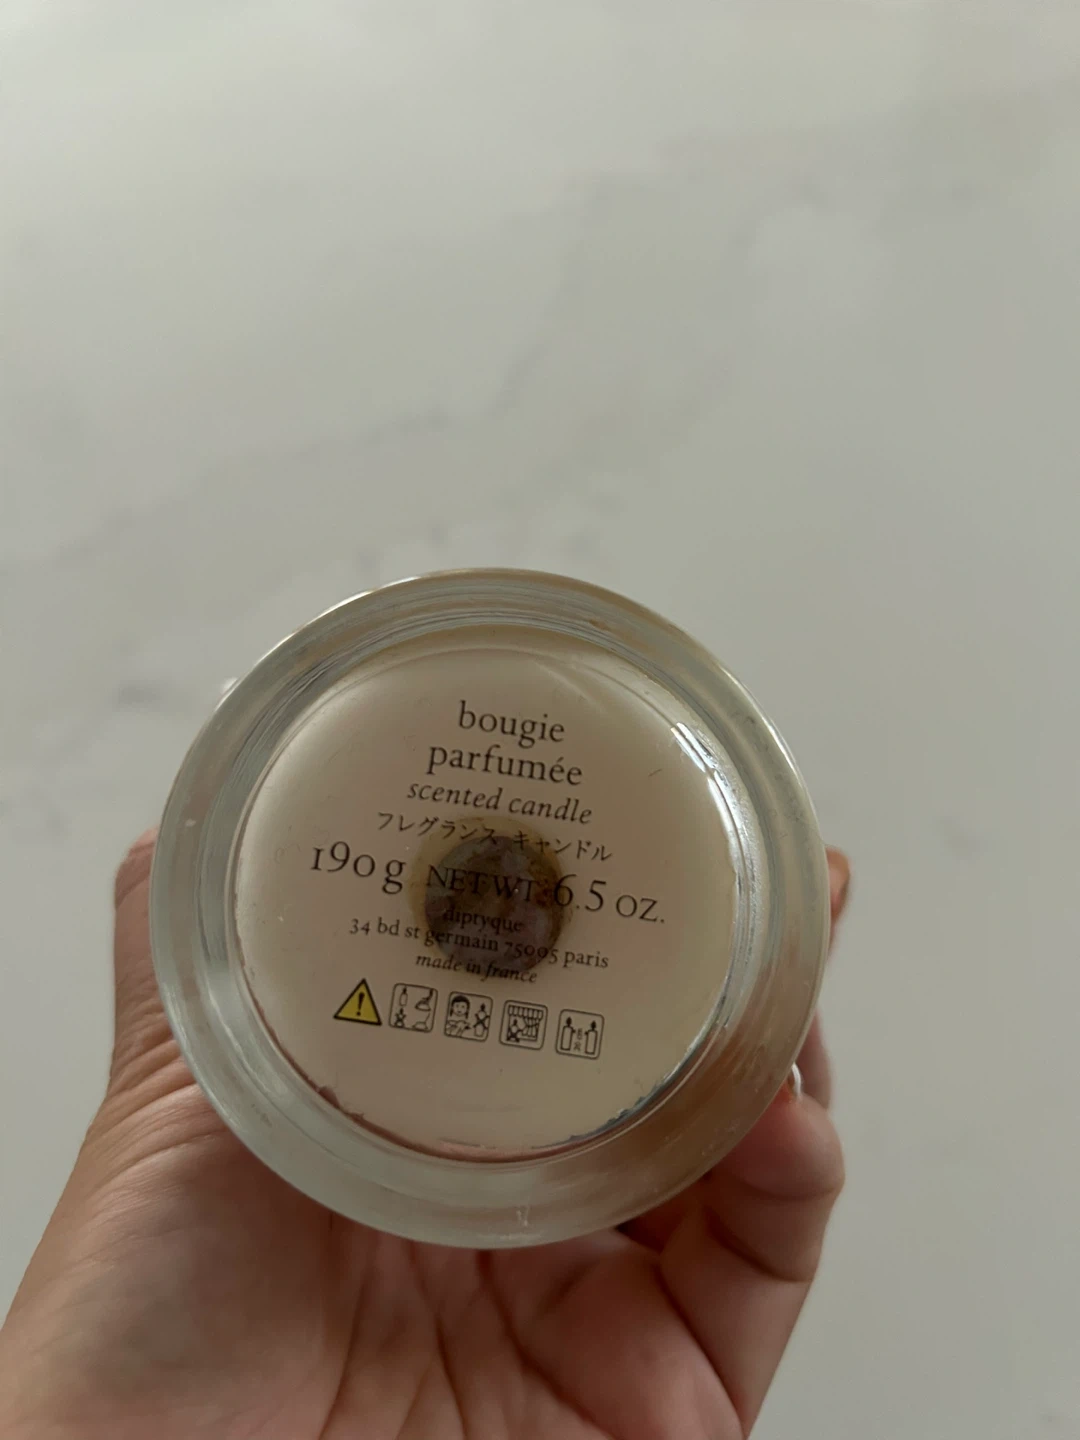 bougie
parfumée
scented candle
フレグランス キャンドル
190 g NET WT. 6.5 OZ.
diptyque
34 bd st germain 75005 paris
made in france